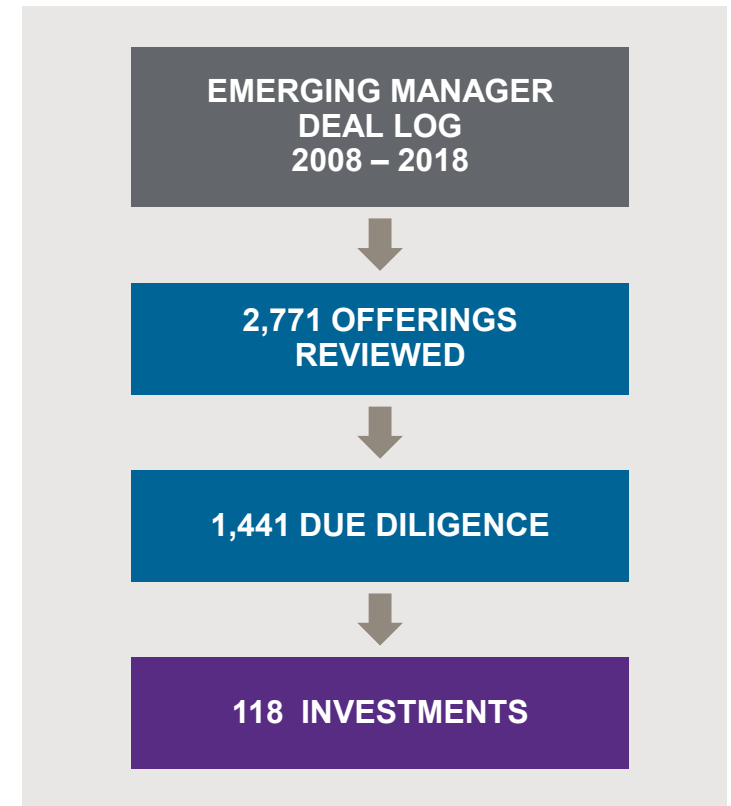 EMERGING MANAGER
DEAL LOG
2008 – 2018
2,771 OFFERINGS
REVIEWED
1,441 DUE DILIGENCE
118  INVESTMENTS